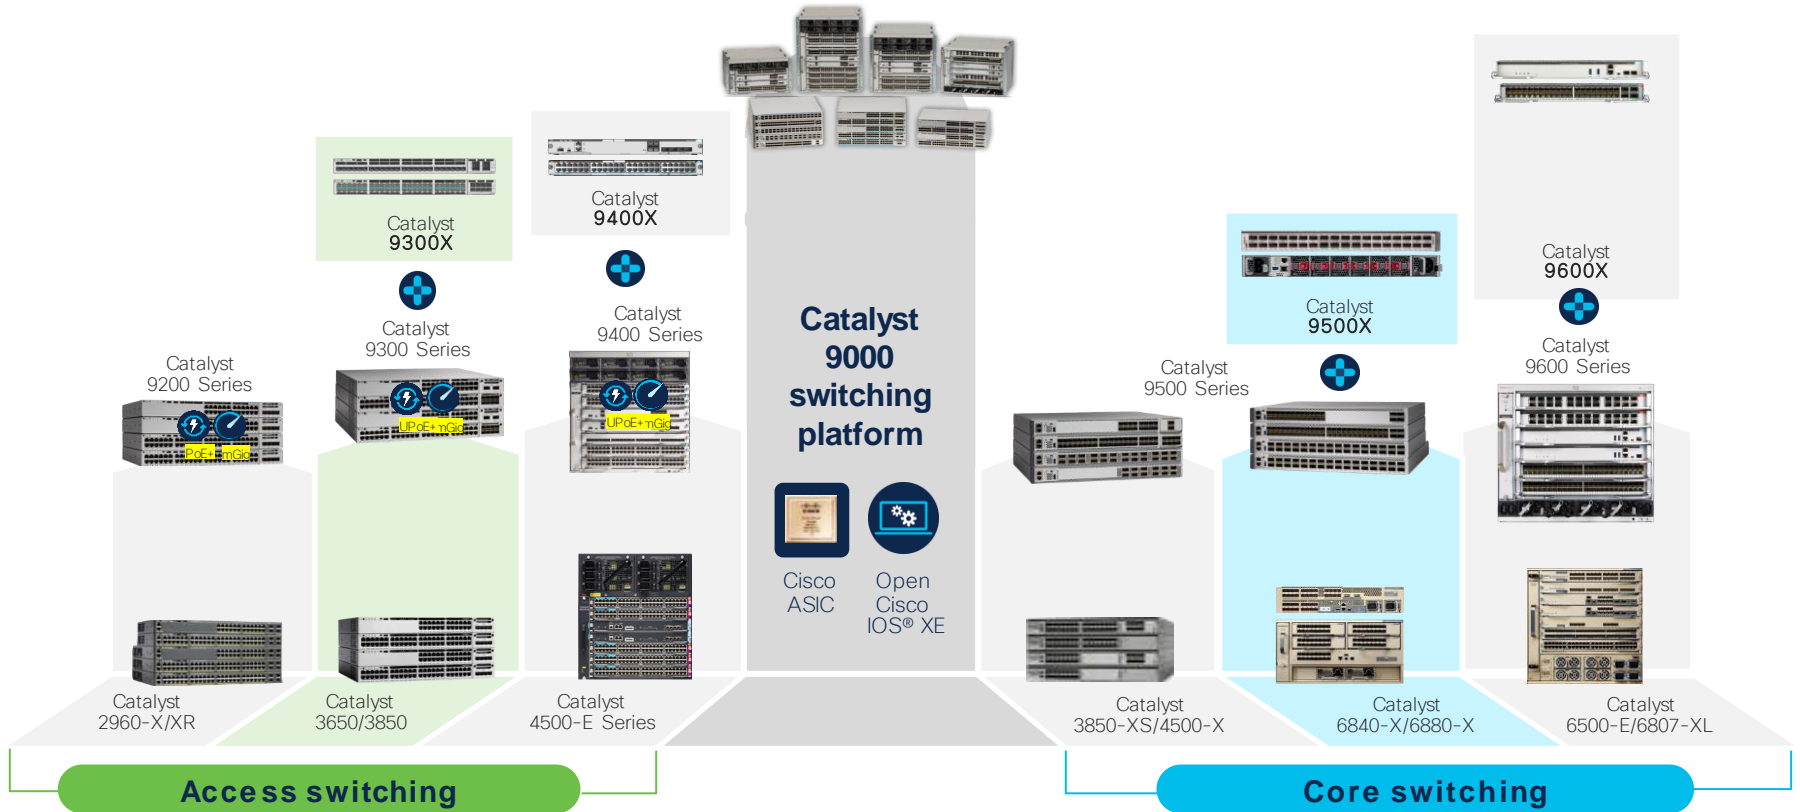 Catalyst
9300X
Catalyst
9400X
Catalyst
9500X
Catalyst
9600X
Catalyst
9200 Series
Catalyst
9300 Series
Catalyst
9400 Series
Catalyst
9000
switching
platform
Catalyst
9500 Series
Catalyst
9600 Series
PoE+ mGig
UPoE+ mGig
UPoE+ mGig
Cisco
ASIC
Open
Cisco
IOS® XE
Catalyst
2960-X/XR
Catalyst
3650/3850
Catalyst
4500-E Series
Catalyst
3850-XS/4500-X
Catalyst
6840-X/6880-X
Catalyst
6500-E/6807-XL
Access switching
Core switching